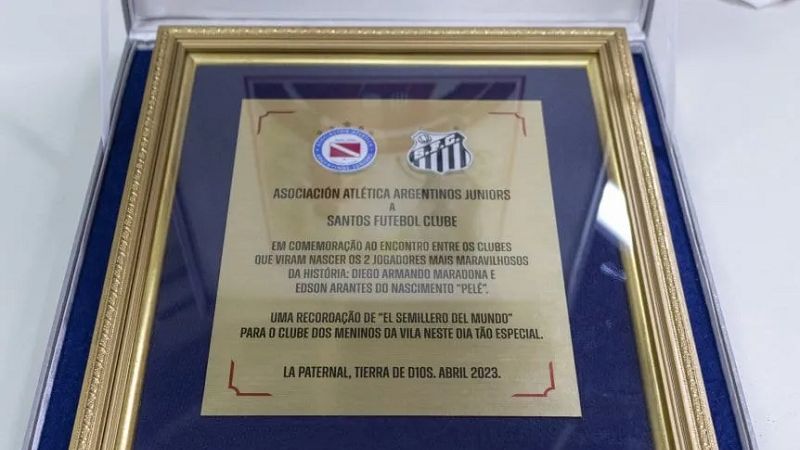 S.F.C.
ASOCIACIÓN ATLÉTICA ARGENTINOS JUNIORS
A
SANTOS FUTEBOL CLUBE
EM COMEMORAÇÃO AO ENCONTRO ENTRE OS CLUBES
QUE VIRAM NASCER OS 2 JOGADORES MAIS MARAVILHOSOS
DA HISTÓRIA: DIEGO ARMANDO MARADONA E
EDSON ARANTES DO NASCIMENTO "PELÉ".
UMA RECORDAÇÃO DE "EL SEMILLERO DEL MUNDO"
PARA O CLUBE DOS MENINOS DA VILA NESTE DIA TÃO ESPECIAL.
LA PATERNAL, TIERRA DE D10S. ABRIL 2023.